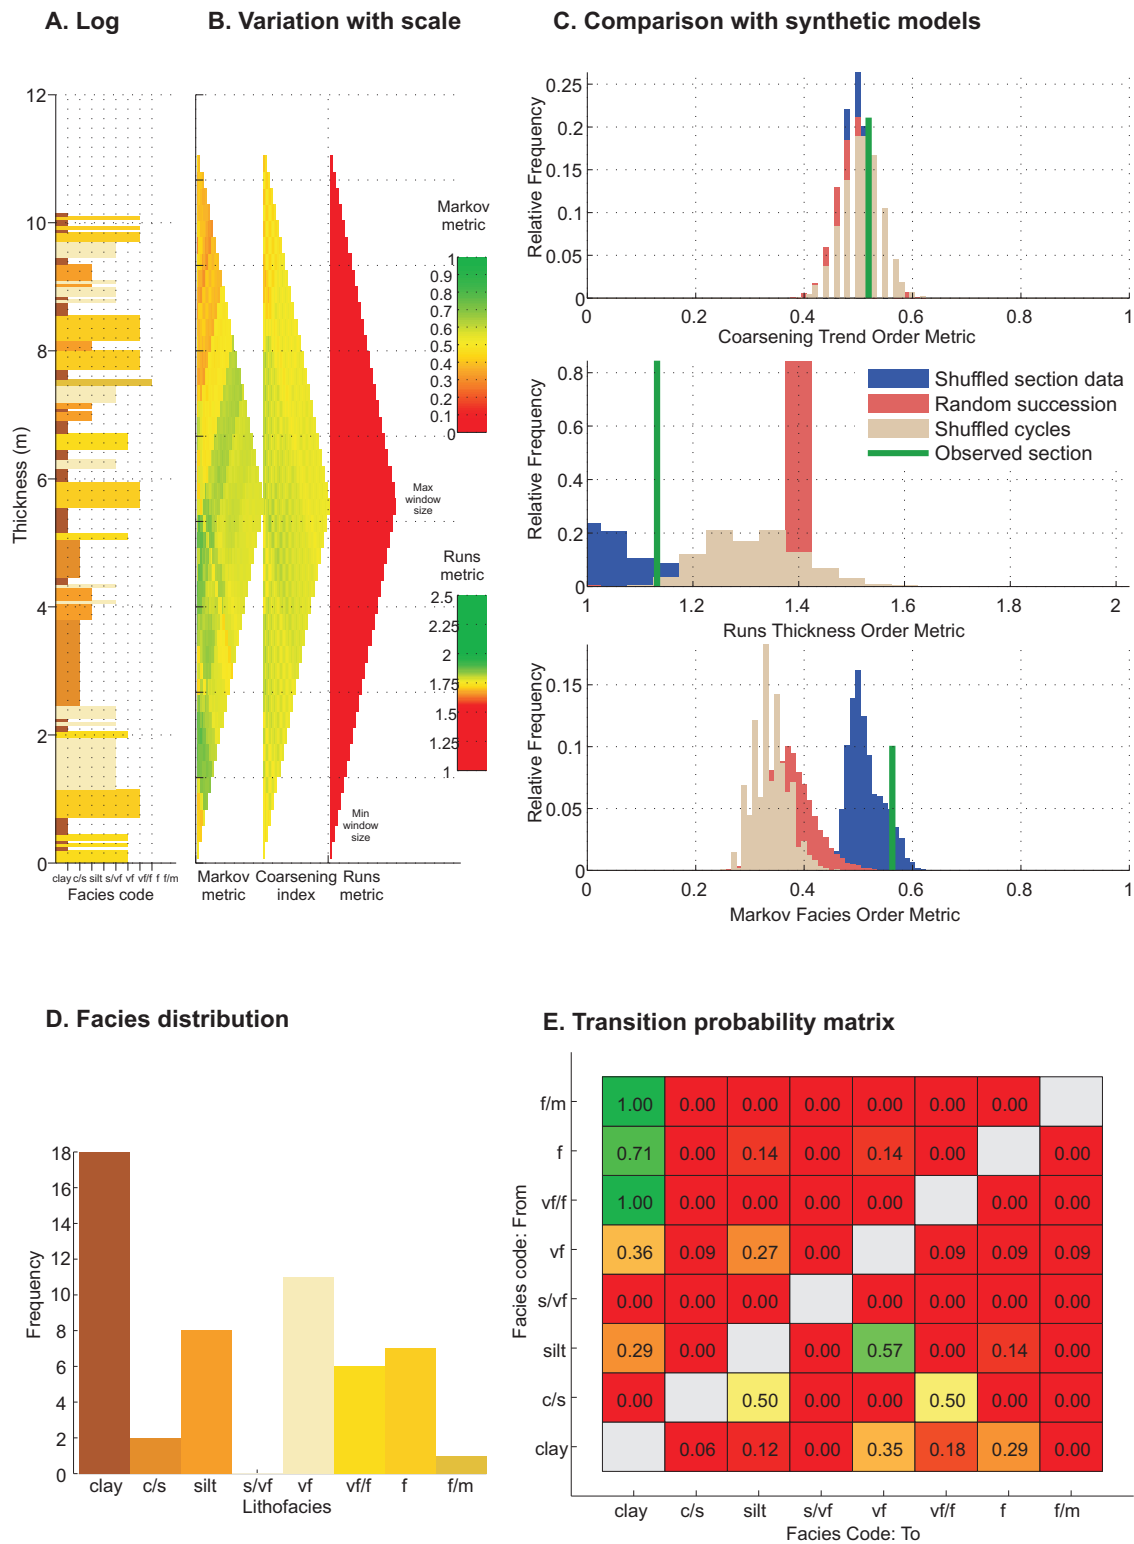 A. Log
B. Variation with scale
C. Comparison with synthetic models
12
10
8
6
4
2
0
Thickness (m)
clay c/s silt s/vf vf vf/f f f/m
Facies code
Markov
metric
1
0.9
0.8
0.7
0.6
0.5
0.4
0.3
0.2
0.1
0
Max
window
size
Runs
metric
2.5
2.25
2
1.75
1.5
1.25
1
Min
window
size
Markov
metric
Coarsening
index
Runs
metric
0.25
0.2
0.15
0.1
0.05
0
Relative Frequency
0 0.2 0.4 0.6 0.8 1
Coarsening Trend Order Metric
0.8
0.6
0.4
0.2
0
Relative Frequency
Shuffled section data
Random succession
Shuffled cycles
Observed section
1 1.2 1.4 1.6 1.8 2
Runs Thickness Order Metric
0.15
0.1
0.05
0
Relative Frequency
0 0.2 0.4 0.6 0.8 1
Markov Facies Order Metric
D. Facies distribution
18
16
14
12
10
8
6
4
2
0
Frequency
clay c/s silt s/vf vf vf/f f f/m
Lithofacies
E. Transition probability matrix
Facies code: From
f/m 1.00 0.00 0.00 0.00 0.00 0.00 0.00
f 0.71 0.00 0.14 0.00 0.14 0.00 0.00
vf/f 1.00 0.00 0.00 0.00 0.00 0.00 0.00
vf 0.36 0.09 0.27 0.00 0.09 0.09 0.09
s/vf 0.00 0.00 0.00 0.00 0.00 0.00 0.00
silt 0.29 0.00 0.00 0.57 0.00 0.14 0.00
c/s 0.00 0.50 0.00 0.00 0.50 0.00 0.00
clay 0.06 0.12 0.00 0.35 0.18 0.29 0.00
clay c/s silt s/vf vf vf/f f f/m
Facies Code: To